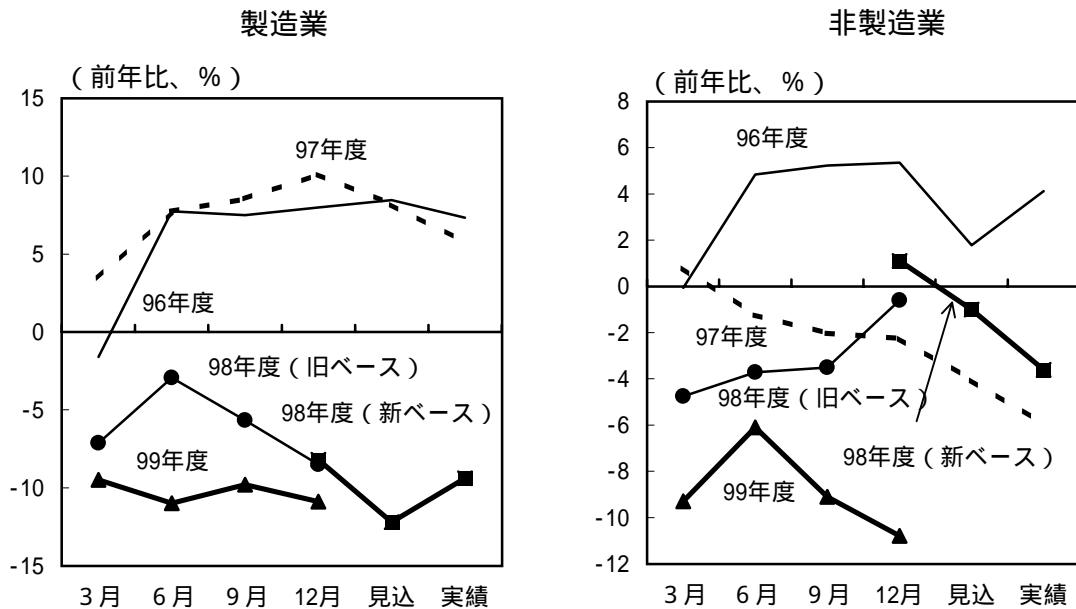 製造業
（前年比、％）
15
10
5
0
-5
-10
-15
97年度
96年度
98年度（旧ベース）
98年度（新ベース）
99年度
3月 6月 9月 12月 見込 実績
非製造業
（前年比、％）
8
6
4
2
0
-2
-4
-6
-8
-10
-12
96年度
97年度
98年度（旧ベース）
98年度（新ベース）
99年度
3月 6月 9月 12月 見込 実績